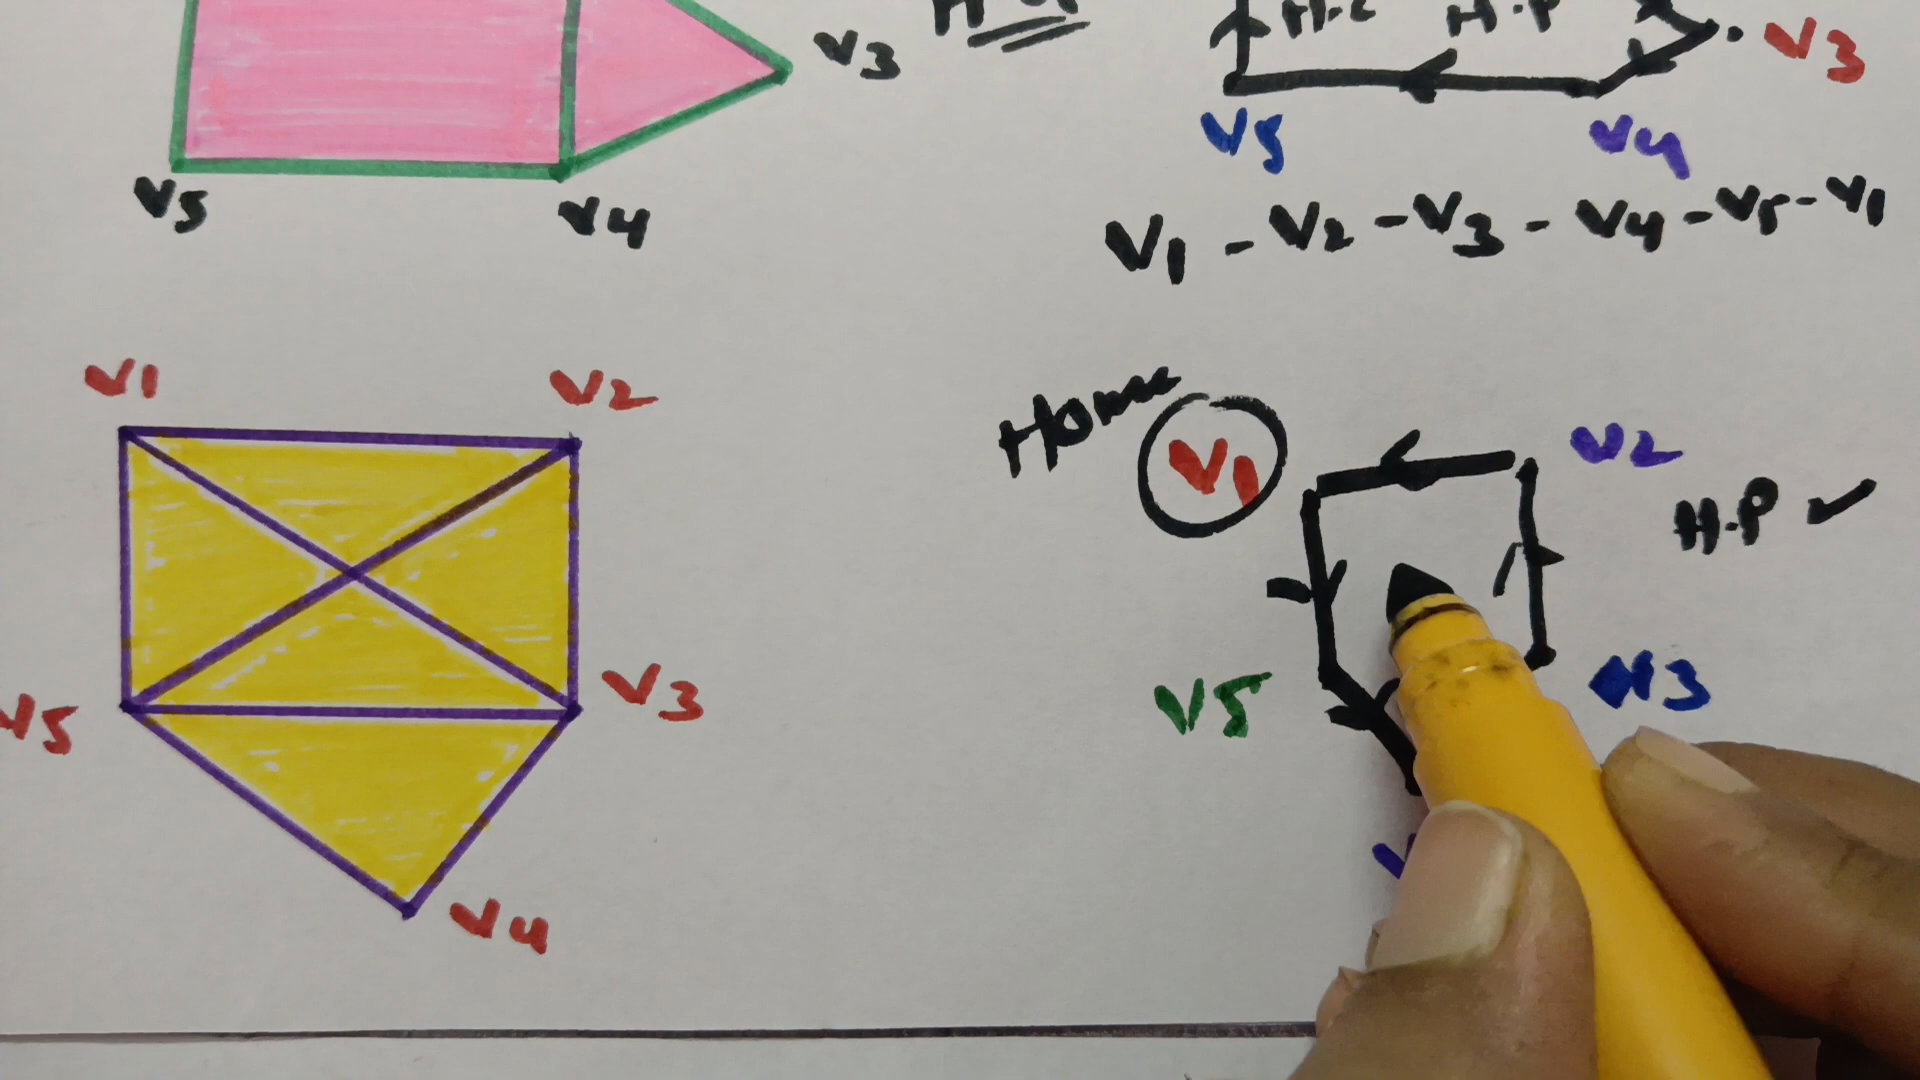 V3
V5
V4
H.C
H.P
V3
V5
V4
V1 - V2 - V3 - V4 - V5 - V1
V1
V2
V3
V5
V4
Home
V1
V2
H.P ✓
V5
V3